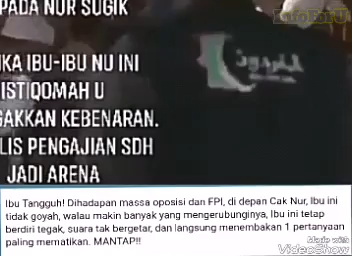 PADA NUR SUGIK
InfoForU
KA IBU-IBU NU INI
ISTIQOMAH U
GAKKAN KEBENARAN.
LIS PENGAJIAN SDH
JADI ARENA
Ibu Tangguh! Dihadapan massa oposisi dan FPI, di depan Cak Nur, Ibu ini
tidak goyah, walau makin banyak yang mengerubunginya, Ibu ini tetap
berdiri tegak, suara tak bergetar, dan langsung menembakan 1 pertanyaan
paling mematikan. MANTAP!!
Made with
VideoShow